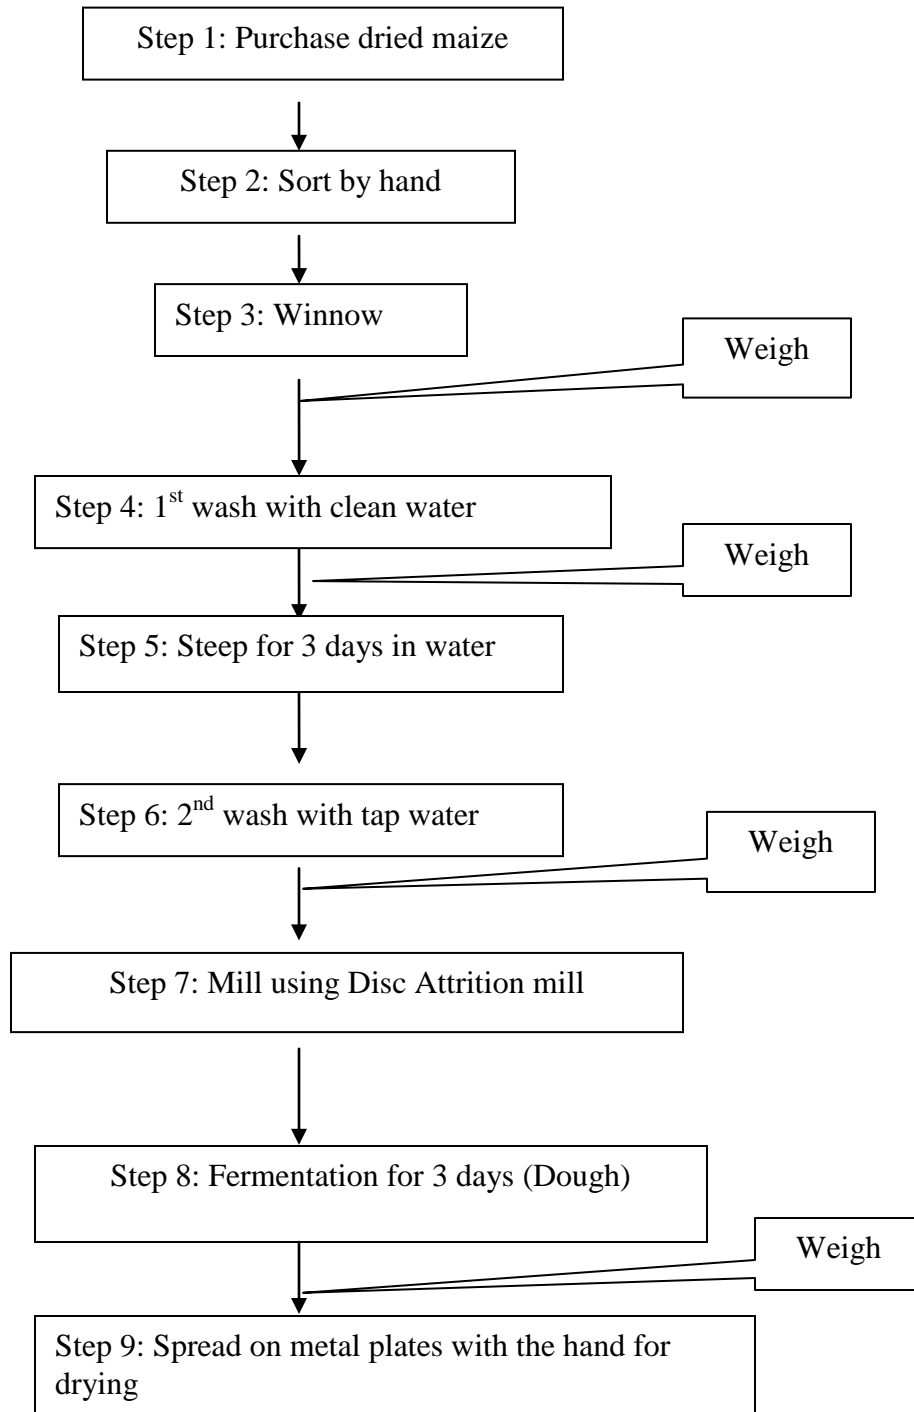 Step 1: Purchase dried maize
Step 2: Sort by hand
Step 3: Winnow
Weigh
Step 4: 1st wash with clean water
Weigh
Step 5: Steep for 3 days in water
Step 6: 2nd wash with tap water
Weigh
Step 7: Mill using Disc Attrition mill
Step 8: Fermentation for 3 days (Dough)
Weigh
Step 9: Spread on metal plates with the hand for
drying